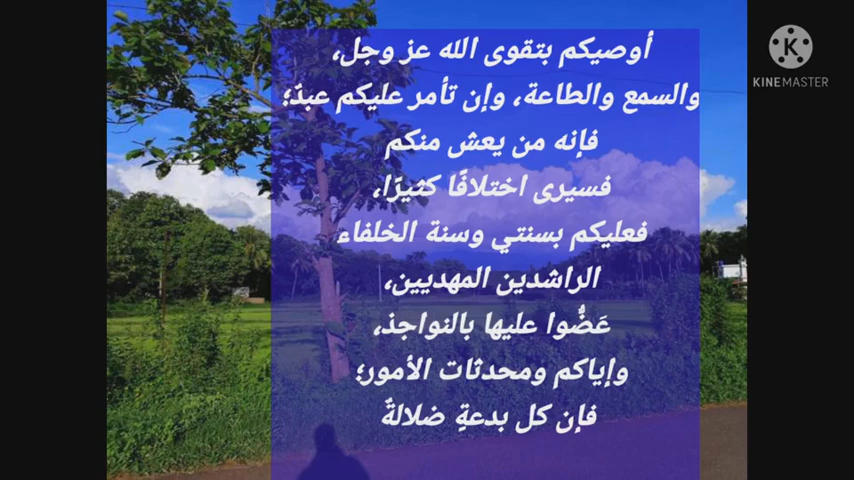 أوصيكم بتقوى الله عز وجل،
والسمع والطاعة، وإن تأمر عليكم عبدٌ؛
فإنه من يعش منكم
فسيرى اختلافًا كثيرًا،
فعليكم بسنتي وسنة الخلفاء
الراشدين المهديين،
عَضُّوا عليها بالنواجذ،
وإياكم ومحدثات الأمور؛
فإن كل بدعةٍ ضلالةٌ
KINEMASTER